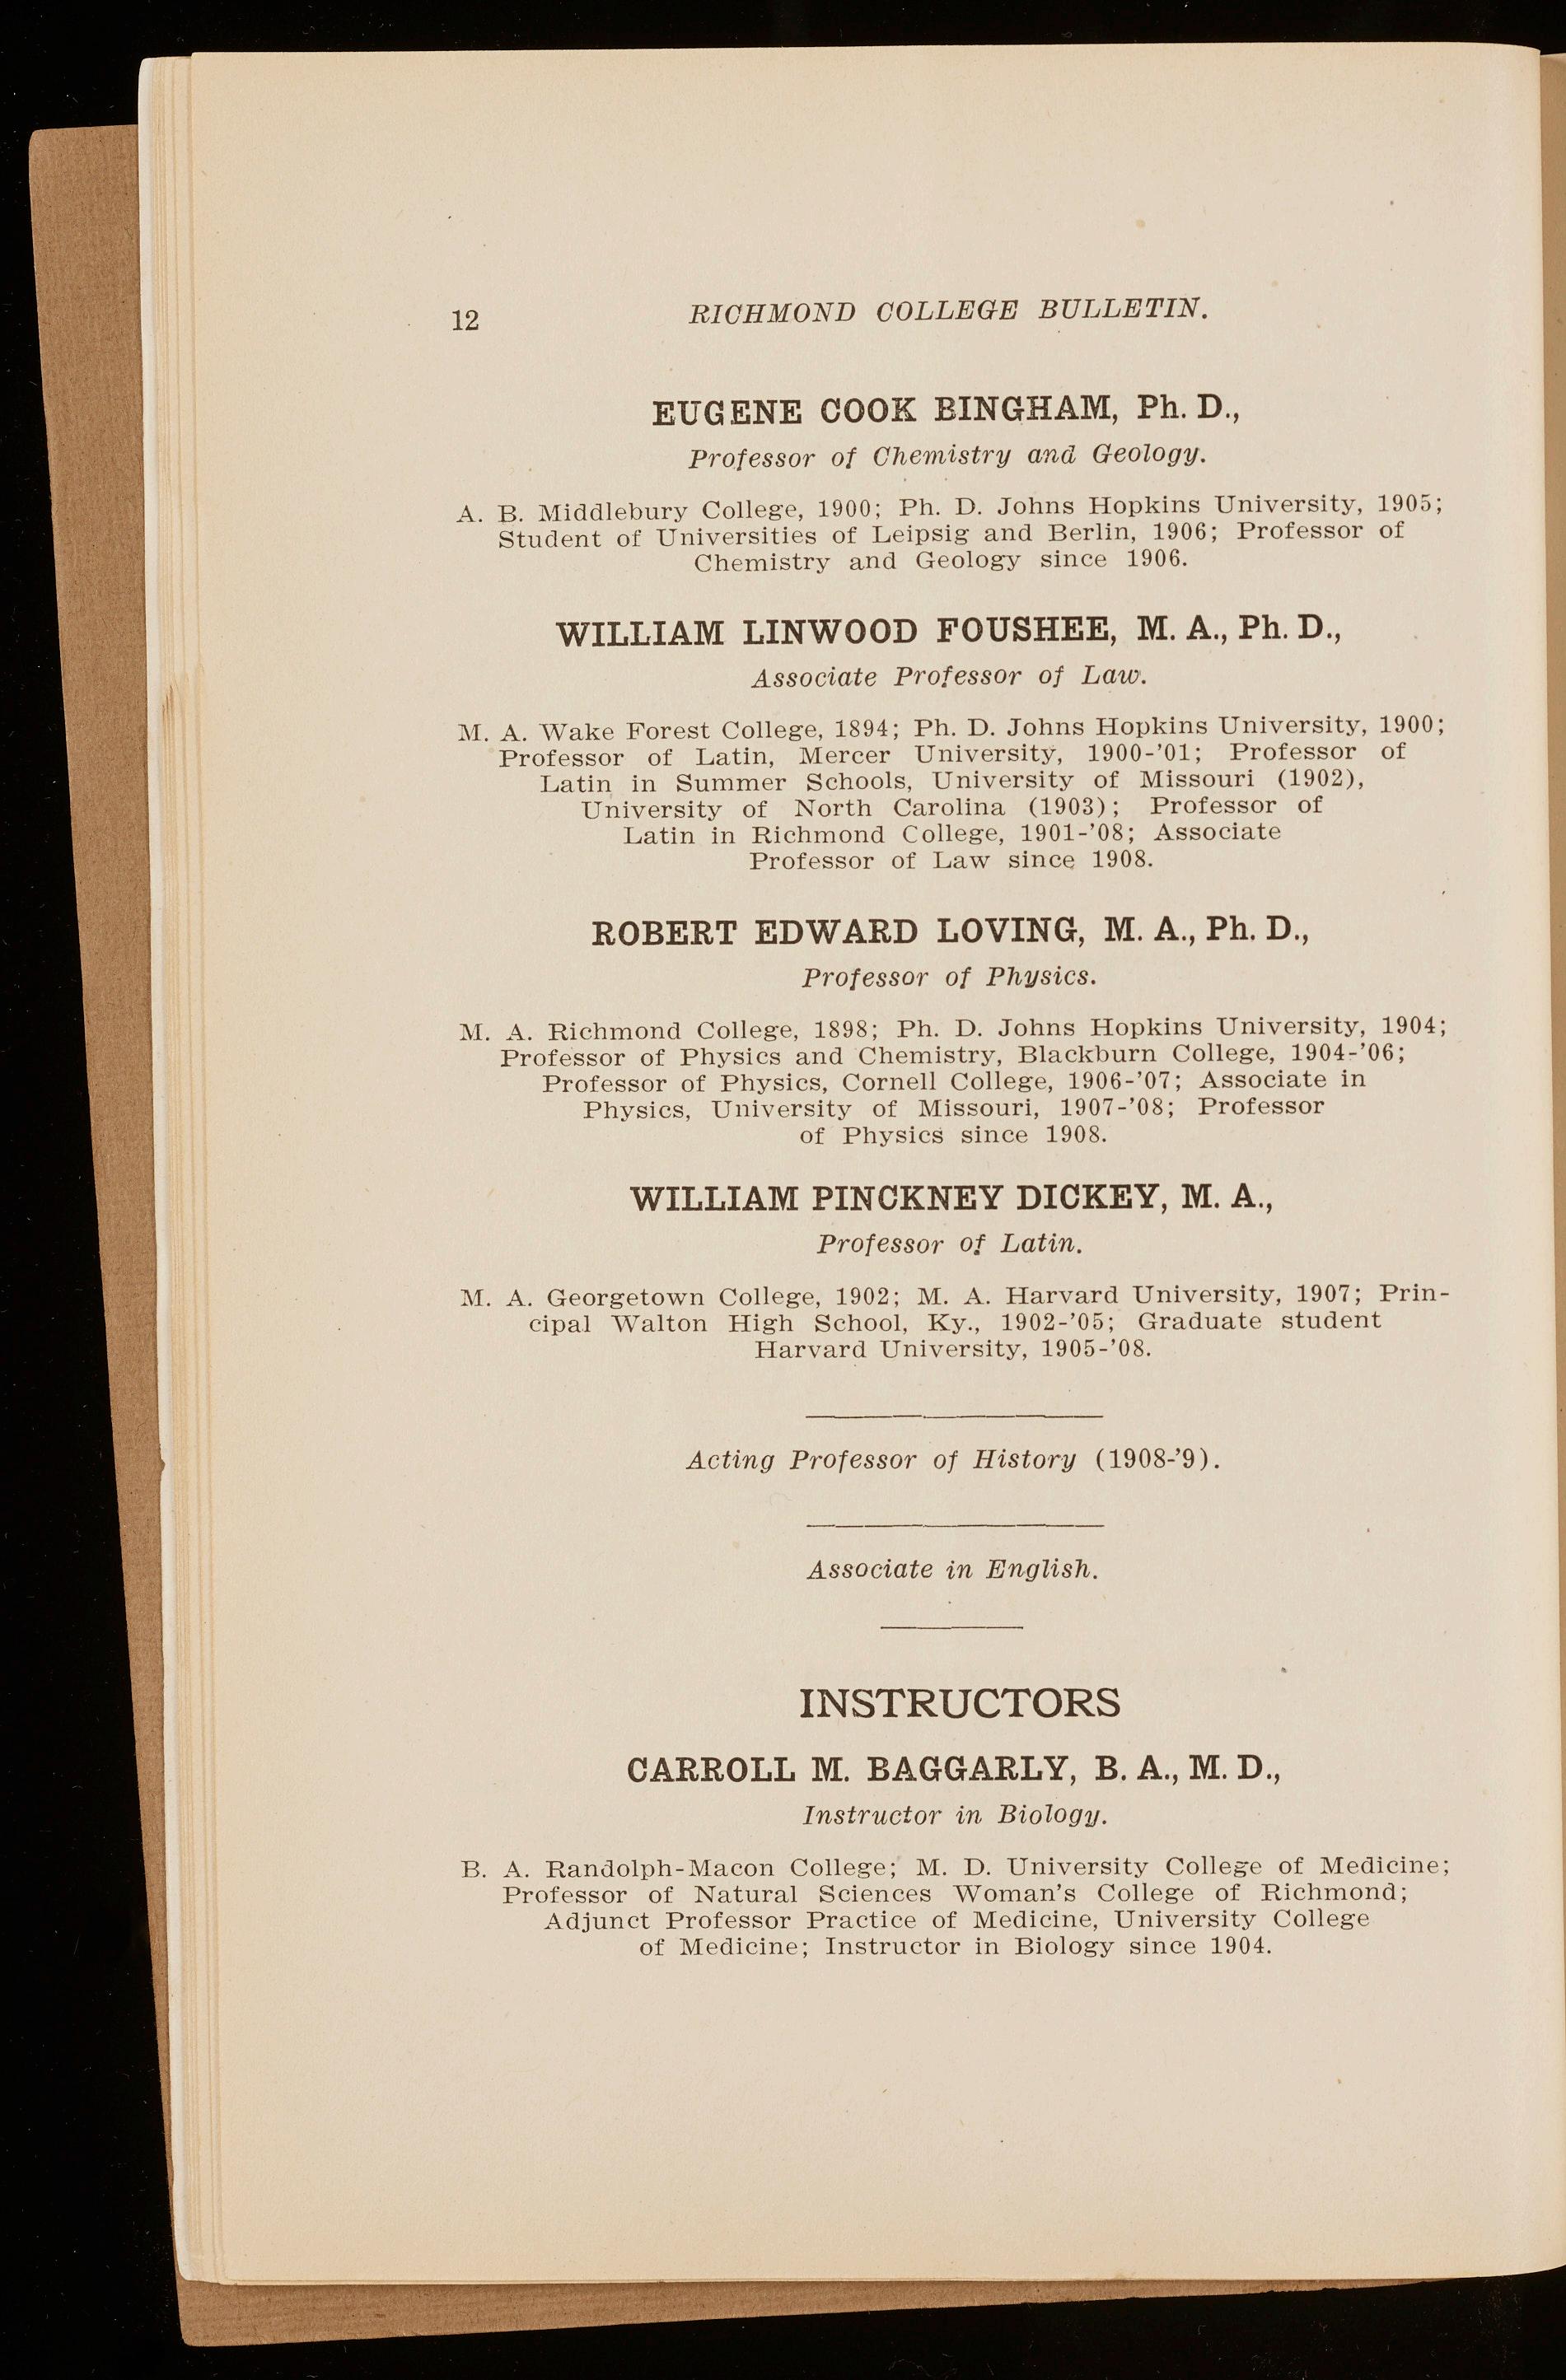 12
RICHMOND COLLEGE BULLETIN.
EUGENE COOK BINGHAM, Ph. D.,
Professor of Chemistry and Geology.
A. B. Middlebury College, 1900; Ph. D. Johns Hopkins University, 1905;
Student of Universities of Leipsig and Berlin, 1906; Professor of
Chemistry and Geology since 1906.
WILLIAM LINWOOD FOUSHEE, M. A., Ph. D.,
Associate Professor of Law.
M. A. Wake Forest College, 1894; Ph. D. Johns Hopkins University, 1900;
Professor of Latin, Mercer University, 1900-'01; Professor of
Latin in Summer Schools, University of Missouri (1902),
University of North Carolina (1903); Professor of
Latin in Richmond College, 1901-'08; Associate
Professor of Law since 1908.
ROBERT EDWARD LOVING, M. A., Ph. D.,
Professor of Physics.
M. A. Richmond College, 1898; Ph. D. Johns Hopkins University, 1904;
Professor of Physics and Chemistry, Blackburn College, 1904-'06;
Professor of Physics, Cornell College, 1906-'07; Associate in
Physics, University of Missouri, 1907-'08; Professor
of Physics since 1908.
WILLIAM PINCKNEY DICKEY, M. A.,
Professor of Latin.
M. A. Georgetown College, 1902; M. A. Harvard University, 1907; Prin-
cipal Walton High School, Ky., 1902-'05; Graduate student
Harvard University, 1905-'08.
Acting Professor of History (1908-'9).
Associate in English.
INSTRUCTORS
CARROLL M. BAGGARLY, B. A., M. D.,
Instructor in Biology.
B. A. Randolph-Macon College; M. D. University College of Medicine;
Professor of Natural Sciences Woman's College of Richmond;
Adjunct Professor Practice of Medicine, University College
of Medicine; Instructor in Biology since 1904.